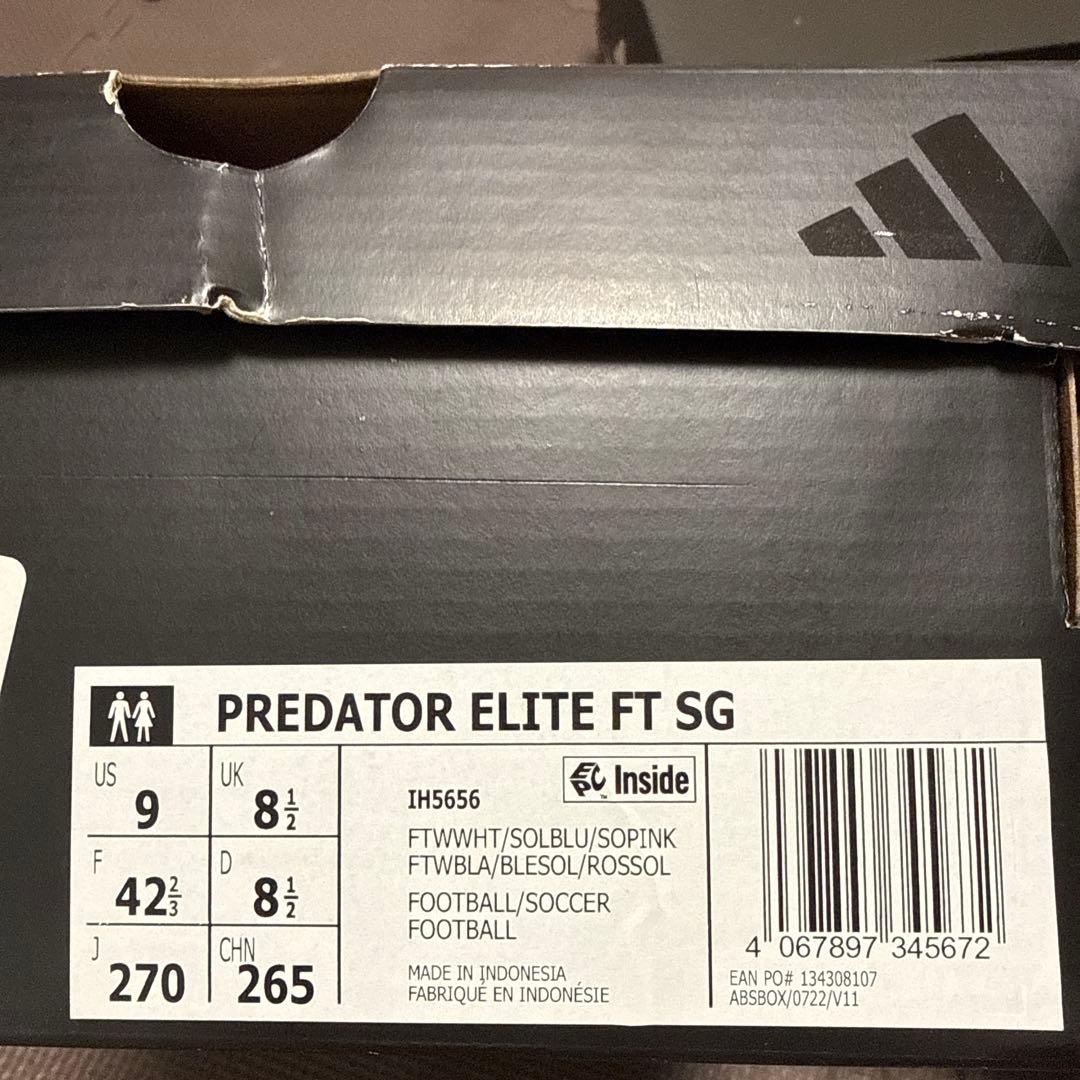 PREDATOR ELITE FT SG
US 9
UK 8 1/2
F 42 2/3
D 8 1/2
J 270
CHN 265
IH5656
Inside
FTWWHT/SOLBLU/SOPINK
FTWBLA/BLESOL/ROSSOL
FOOTBALL/SOCCER
FOOTBALL
MADE IN INDONESIA
FABRIQUÉ EN INDONÉSIE
4 067897 345672
EAN PO# 134308107
ABSBOX/0722/V11